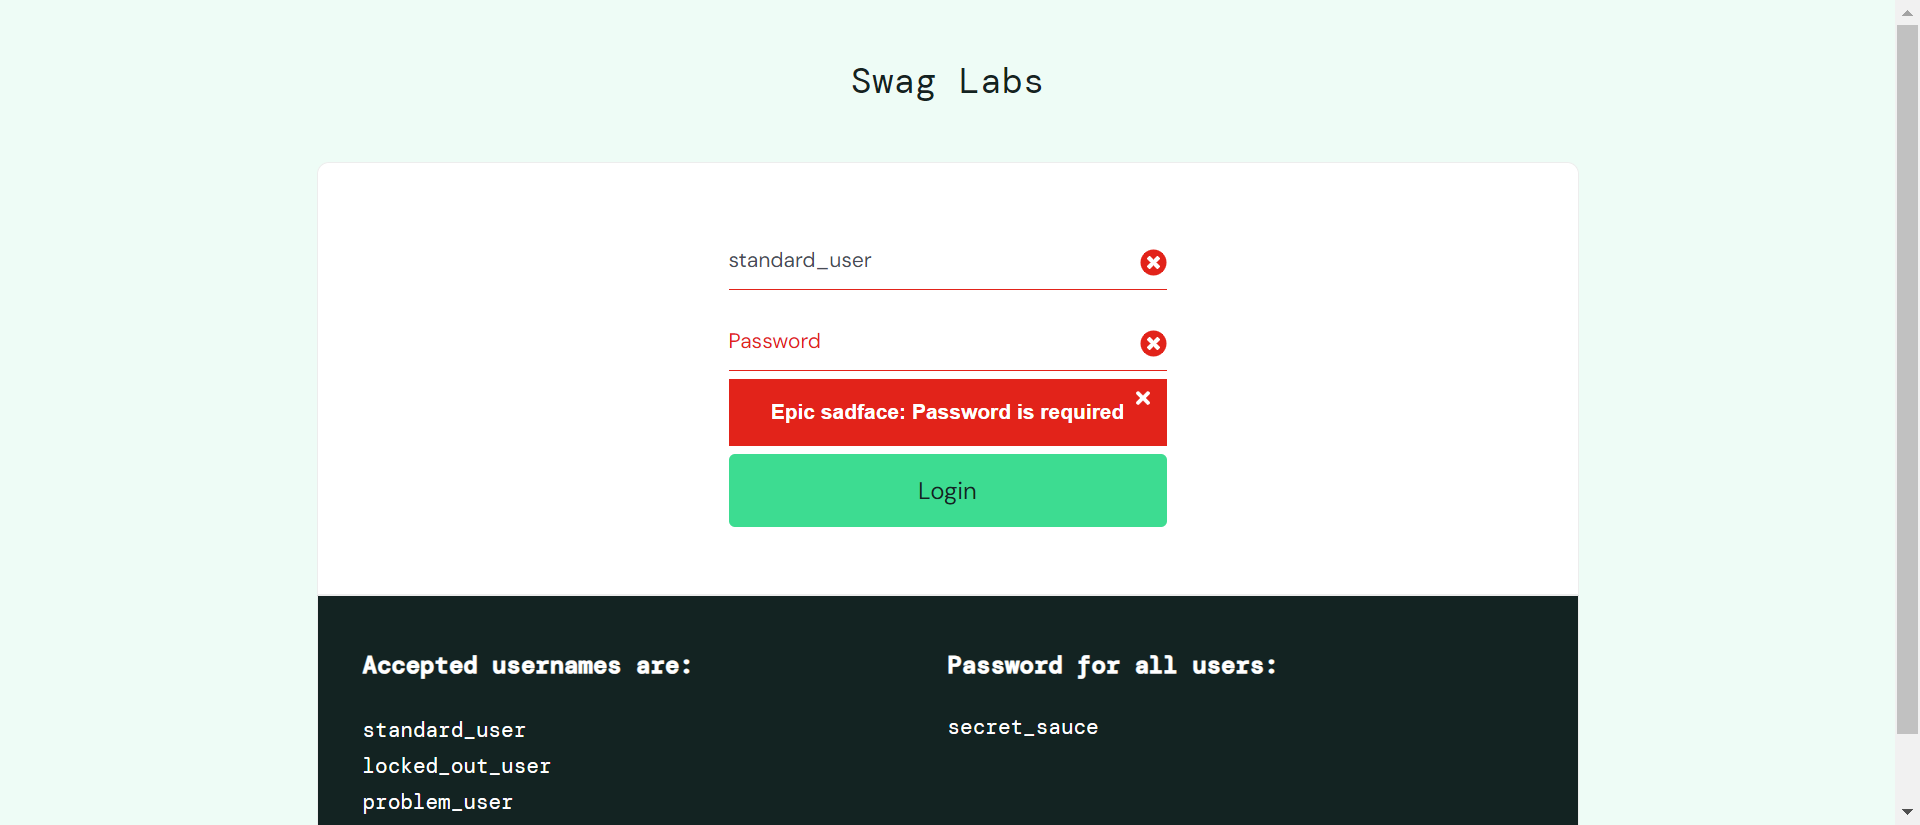 Swag Labs
standard_user
Password
Epic sadface: Password is required
Login
Accepted usernames are:
standard_user
locked_out_user
problem_user
Password for all users:
secret_sauce